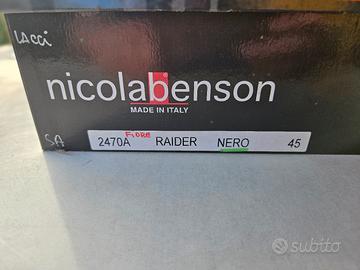 LACCI
nicolabenson
MADE IN ITALY
SA
FIORE
2470A RAIDER NERO 45
subito